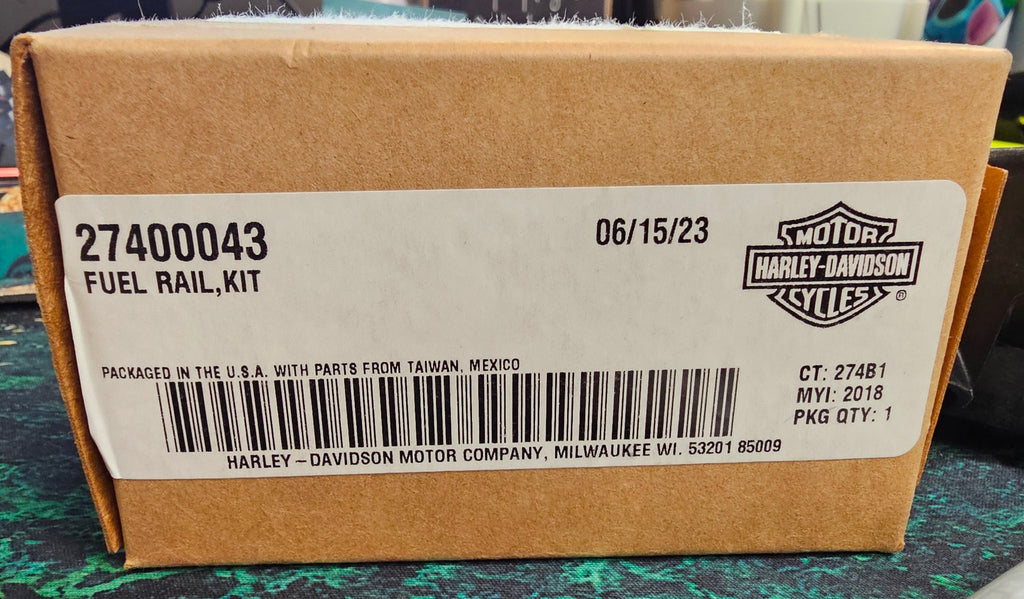 27400043
FUEL RAIL,KIT
06/15/23
MOTOR
HARLEY-DAVIDSON
CYCLES
PACKAGED IN THE U.S.A. WITH PARTS FROM TAIWAN, MEXICO
CT: 274B1
MYI: 2018
PKG QTY: 1
HARLEY-DAVIDSON MOTOR COMPANY, MILWAUKEE WI. 53201 85009